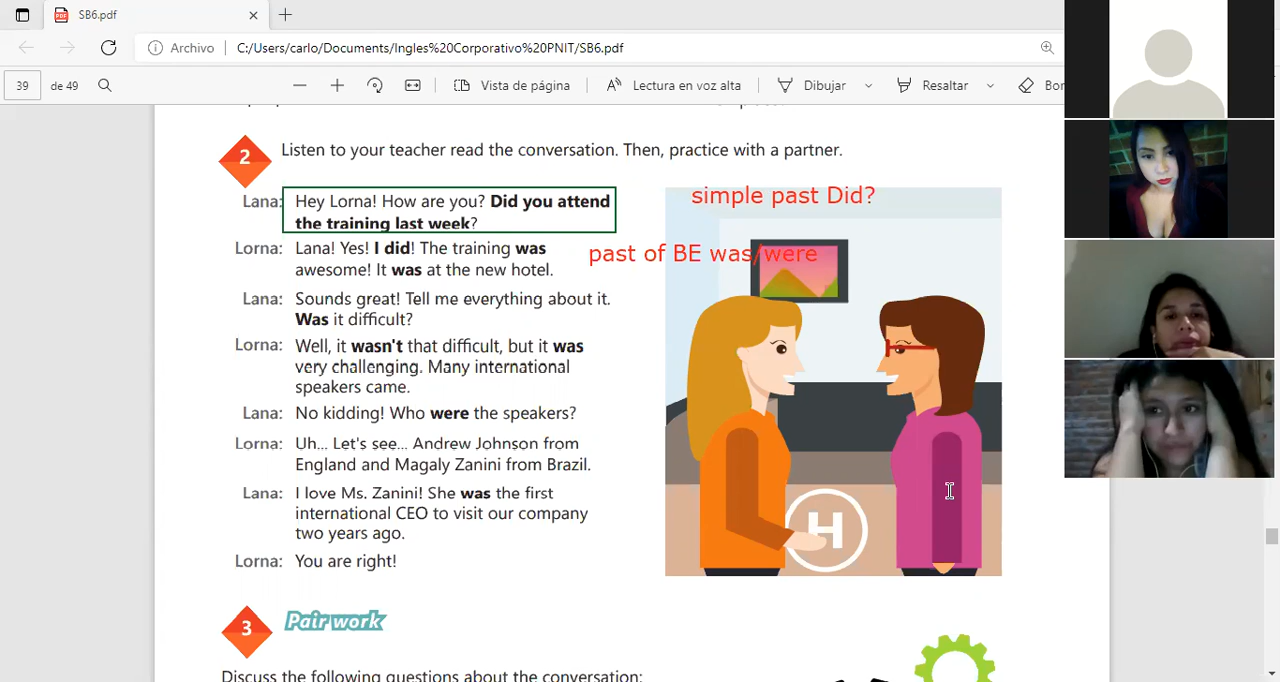 SB6.pdf
Archivo C:/Users/carlo/Documents/Ingles%20Corporativo%20PNIT/SB6.pdf
39 de 49 Vista de página Lectura en voz alta Dibujar Resaltar Bor
2 Listen to your teacher read the conversation. Then, practice with a partner.
Lana: Hey Lorna! How are you? Did you attend
the training last week?
simple past Did?
Lorna: Lana! Yes! I did! The training was
awesome! It was at the new hotel.
past of BE was/were
Lana: Sounds great! Tell me everything about it.
Was it difficult?
Lorna: Well, it wasn't that difficult, but it was
very challenging. Many international
speakers came.
Lana: No kidding! Who were the speakers?
Lorna: Uh... Let's see... Andrew Johnson from
England and Magaly Zanini from Brazil.
Lana: I love Ms. Zanini! She was the first
international CEO to visit our company
two years ago.
Lorna: You are right!
H
3 Pair work
Discuss the following questions about the conversation: